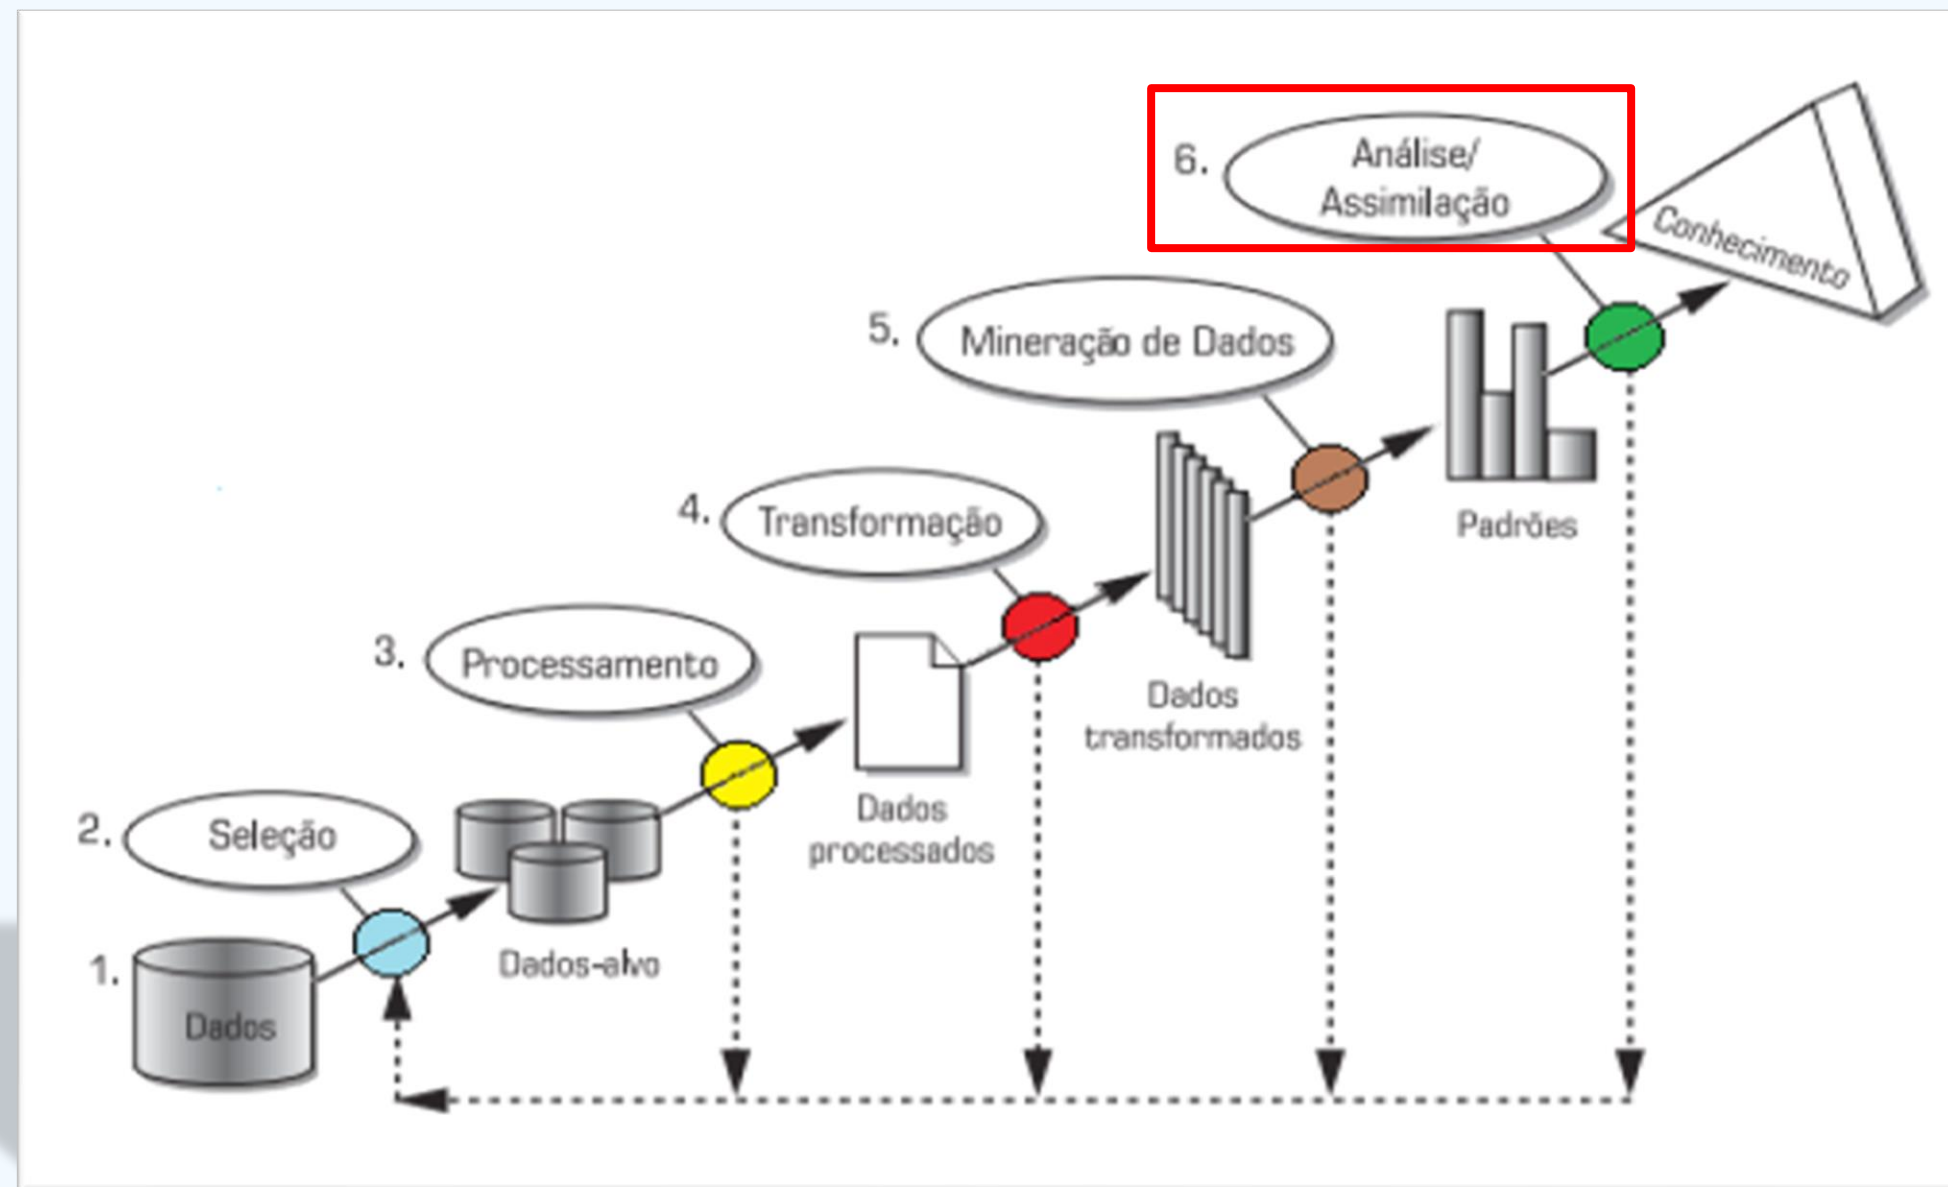 6.
Análise/
Assimilação
Conhecimento
5.
Mineração de Dados
Padrões
4.
Transformação
Dados
transformados
3.
Processamento
Dados
processados
2.
Seleção
Dados-alvo
1.
Dados